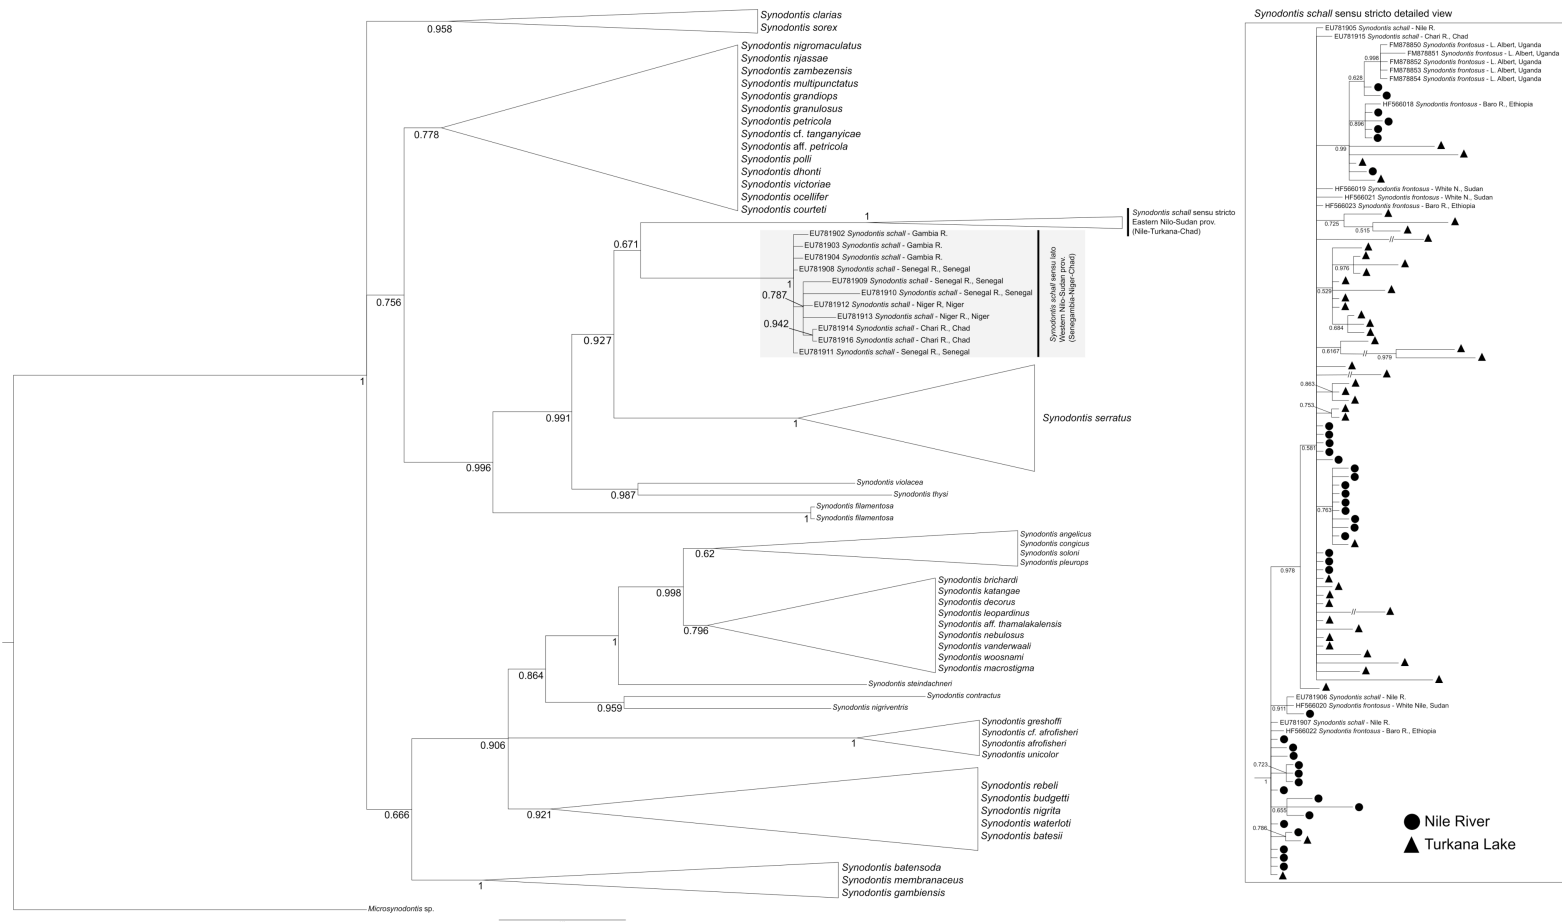 Synodontis clarias
Synodontis sorex
0.958
Synodontis nigromaculatus
Synodontis njassae
Synodontis zambezensis
Synodontis multipunctatus
Synodontis grandiops
Synodontis granulosus
Synodontis petricola
Synodontis cf. tanganyicae
Synodontis aff. petricola
Synodontis polli
Synodontis dhonti
Synodontis victoriae
Synodontis ocellifer
Synodontis courteti
0.778
1
Synodontis schall sensu stricto
Eastern Nilo-Sudan prov.
(Nile-Turkana-Chad)
0.671
EU781902 Synodontis schall - Gambia R.
EU781903 Synodontis schall - Gambia R.
EU781904 Synodontis schall - Gambia R.
EU781908 Synodontis schall - Senegal R., Senegal
EU781909 Synodontis schall - Senegal R., Senegal
EU781910 Synodontis schall - Senegal R., Senegal
EU781912 Synodontis schall - Niger R, Niger
EU781913 Synodontis schall - Niger R., Niger
EU781914 Synodontis schall - Chari R., Chad
EU781916 Synodontis schall - Chari R., Chad
EU781911 Synodontis schall - Senegal R., Senegal
1
0.787
0.942
Synodontis schall sensu lato
Western Nilo-Sudan prov.
(Senegambia-Niger-Chad)
0.756
0.927
1
0.991
1
Synodontis serratus
0.996
0.987
Synodontis violacea
Synodontis thysi
Synodontis filamentosa
Synodontis filamentosa
1
Synodontis angelicus
Synodontis congicus
Synodontis soloni
Synodontis pleurops
0.62
0.998
Synodontis brichardi
Synodontis katangae
Synodontis decorus
Synodontis leopardinus
Synodontis aff. thamalakalensis
Synodontis nebulosus
Synodontis vanderwaali
Synodontis woosnami
Synodontis macrostigma
0.796
1
Synodontis steindachneri
0.864
Synodontis contractus
0.959
Synodontis nigriventris
Synodontis greshoffi
Synodontis cf. afrofisheri
Synodontis afrofisheri
Synodontis unicolor
1
0.906
Synodontis rebeli
Synodontis budgetti
Synodontis nigrita
Synodontis waterloti
Synodontis batesii
0.921
0.666
Synodontis batensoda
Synodontis membranaceus
Synodontis gambiensis
1
Microsynodontis sp.
Synodontis schall sensu stricto detailed view
EU781905 Synodontis schall - Nile R.
EU781915 Synodontis schall - Chari R., Chad
FM878850 Synodontis frontosus - L. Albert, Uganda
FM878851 Synodontis frontosus - L. Albert, Uganda
FM878852 Synodontis frontosus - L. Albert, Uganda
FM878853 Synodontis frontosus - L. Albert, Uganda
FM878854 Synodontis frontosus - L. Albert, Uganda
0.998
0.628
HF566018 Synodontis frontosus - Baro R., Ethiopia
0.896
0.99
HF566019 Synodontis frontosus - White N., Sudan
HF566021 Synodontis frontosus - White N., Sudan
HF566023 Synodontis frontosus - Baro R., Ethiopia
0.725
0.515
//
0.976
0.529
0.684
0.6167
//
0.979
//
0.863
0.753
0.561
0.763
0.978
//
EU781906 Synodontis schall - Nile R.
HF566020 Synodontis frontosus - White Nile, Sudan
0.911
EU781907 Synodontis schall - Nile R.
HF566022 Synodontis frontosus - Baro R., Ethiopia
0.723
1
0.655
0.786
Nile River
Turkana Lake